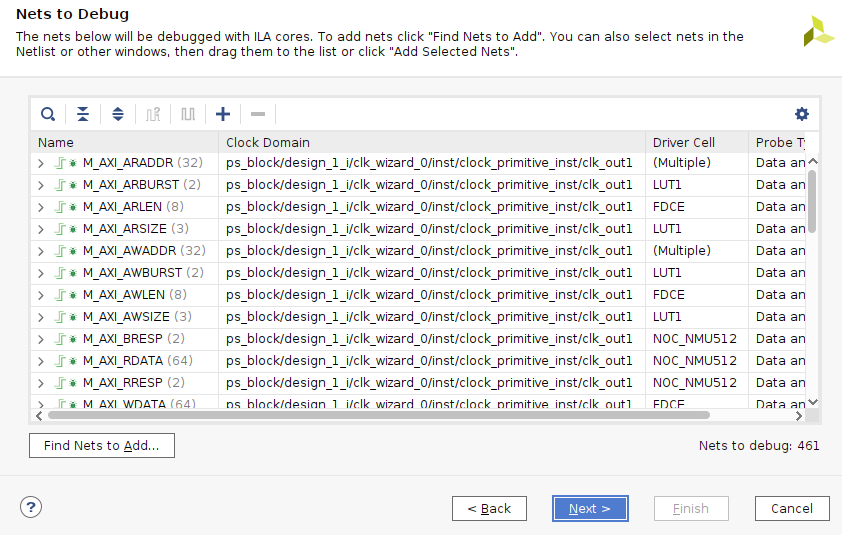 Nets to Debug
The nets below will be debugged with ILA cores. To add nets click "Find Nets to Add". You can also select nets in the
Netlist or other windows, then drag them to the list or click "Add Selected Nets".
Name Clock Domain Driver Cell Probe Ty
M_AXI_ARADDR (32) ps_block/design_1_i/clk_wizard_0/inst/clock_primitive_inst/clk_out1 (Multiple) Data an
M_AXI_ARBURST (2) ps_block/design_1_i/clk_wizard_0/inst/clock_primitive_inst/clk_out1 LUT1 Data an
M_AXI_ARLEN (8) ps_block/design_1_i/clk_wizard_0/inst/clock_primitive_inst/clk_out1 FDCE Data an
M_AXI_ARSIZE (3) ps_block/design_1_i/clk_wizard_0/inst/clock_primitive_inst/clk_out1 LUT1 Data an
M_AXI_AWADDR (32) ps_block/design_1_i/clk_wizard_0/inst/clock_primitive_inst/clk_out1 (Multiple) Data an
M_AXI_AWBURST (2) ps_block/design_1_i/clk_wizard_0/inst/clock_primitive_inst/clk_out1 LUT1 Data an
M_AXI_AWLEN (8) ps_block/design_1_i/clk_wizard_0/inst/clock_primitive_inst/clk_out1 FDCE Data an
M_AXI_AWSIZE (3) ps_block/design_1_i/clk_wizard_0/inst/clock_primitive_inst/clk_out1 LUT1 Data an
M_AXI_BRESP (2) ps_block/design_1_i/clk_wizard_0/inst/clock_primitive_inst/clk_out1 NOC_NMU512 Data an
M_AXI_RDATA (64) ps_block/design_1_i/clk_wizard_0/inst/clock_primitive_inst/clk_out1 NOC_NMU512 Data an
M_AXI_RRESP (2) ps_block/design_1_i/clk_wizard_0/inst/clock_primitive_inst/clk_out1 NOC_NMU512 Data an
M_AXI_WDATA (64) ps_block/design_1_i/clk_wizard_0/inst/clock_primitive_inst/clk_out1 FDCE Data an
Find Nets to Add... Nets to debug: 461
? < Back Next > Finish Cancel